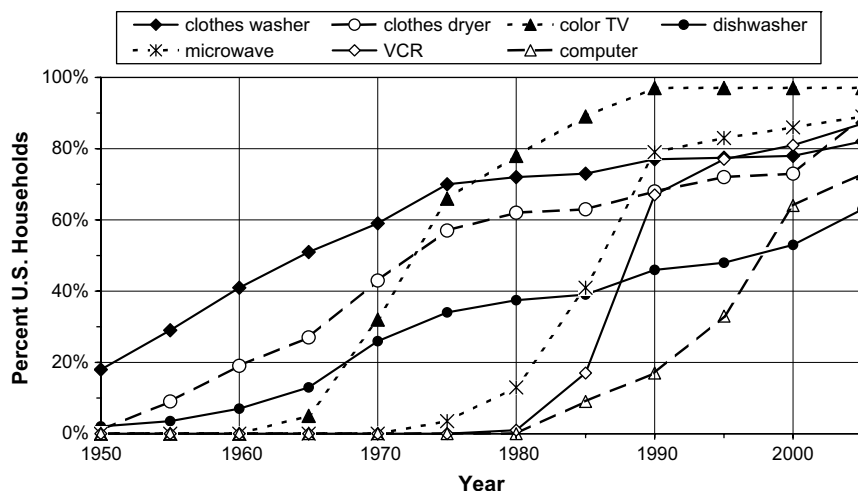 clothes washer clothes dryer color TV dishwasher
microwave VCR computer
100%
80%
60%
40%
20%
0%
Percent U.S. Households
1950 1960 1970 1980 1990 2000
Year